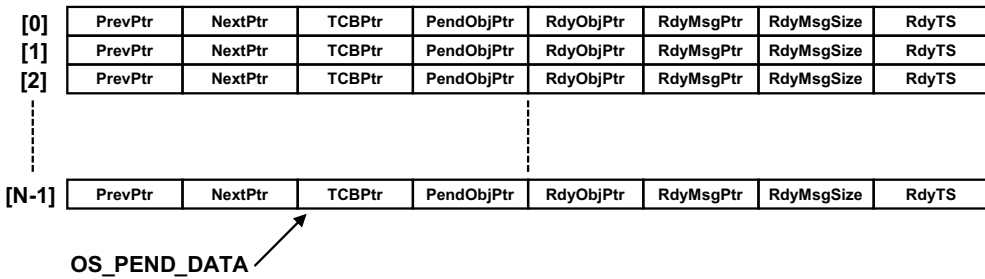 [0] PrevPtr NextPtr TCBPtr PendObjPtr RdyObjPtr RdyMsgPtr RdyMsgSize RdyTS
[1] PrevPtr NextPtr TCBPtr PendObjPtr RdyObjPtr RdyMsgPtr RdyMsgSize RdyTS
[2] PrevPtr NextPtr TCBPtr PendObjPtr RdyObjPtr RdyMsgPtr RdyMsgSize RdyTS
[N-1] PrevPtr NextPtr TCBPtr PendObjPtr RdyObjPtr RdyMsgPtr RdyMsgSize RdyTS
OS_PEND_DATA